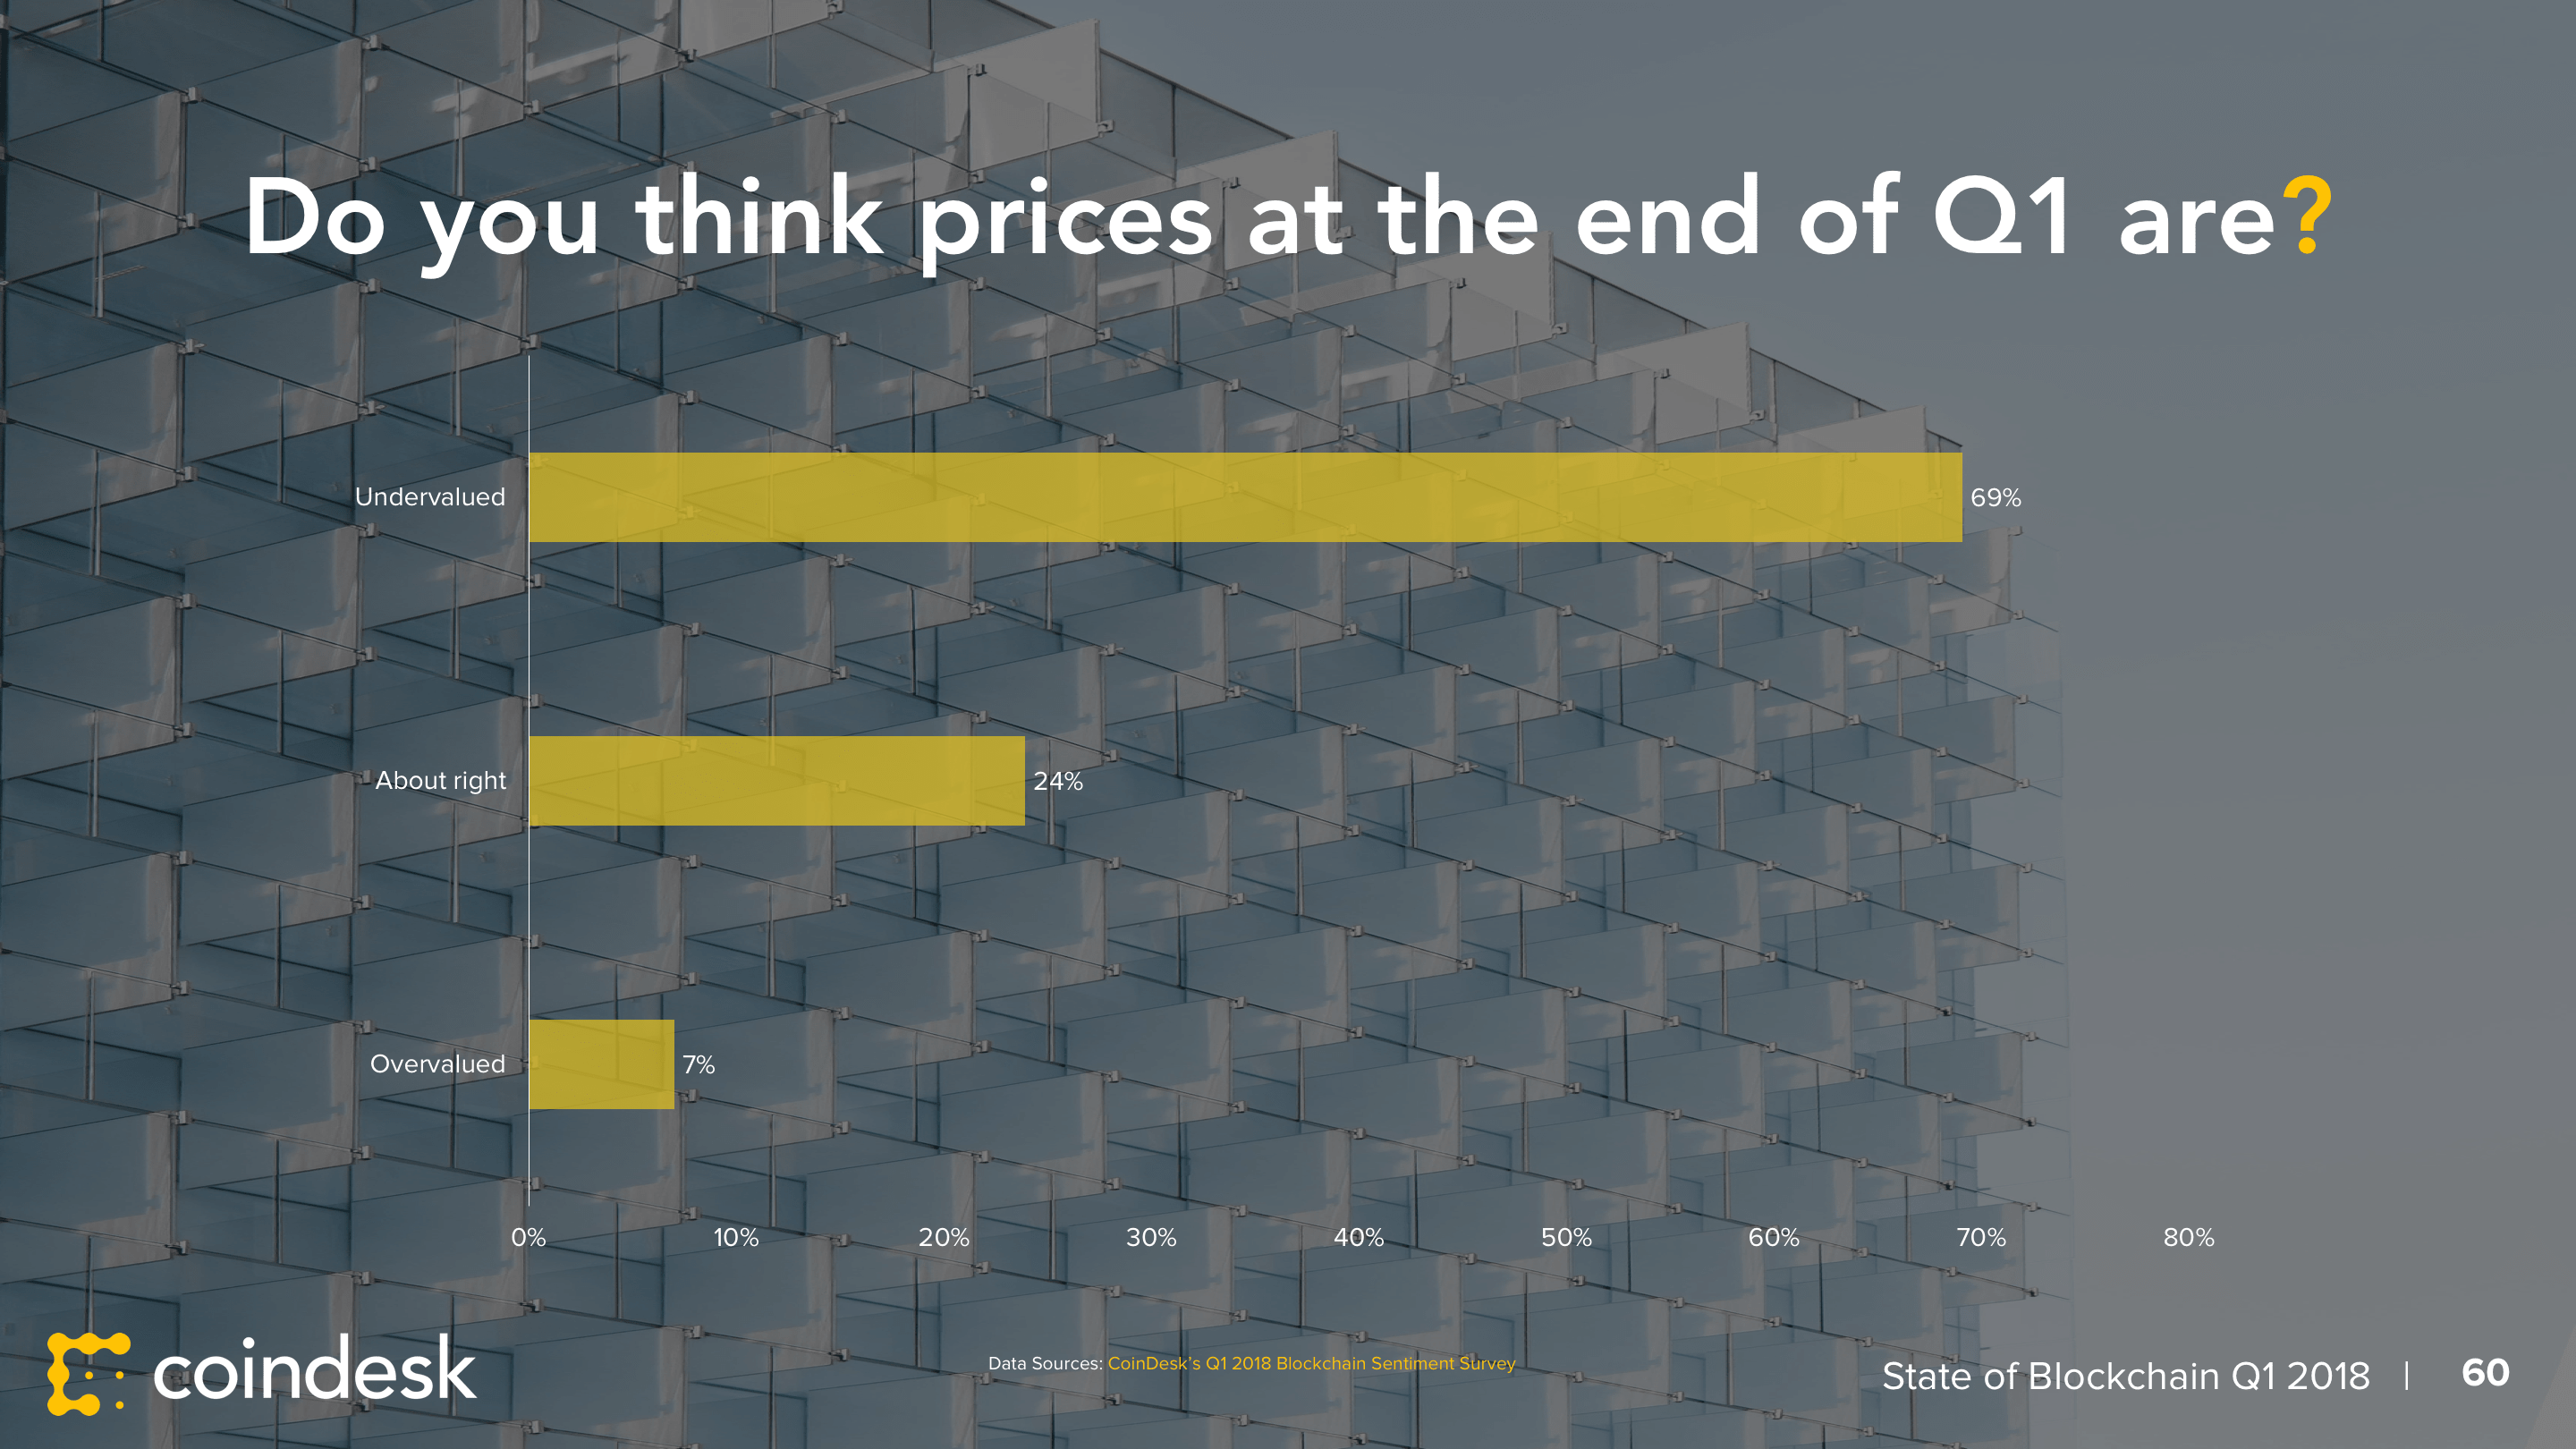 Do you think prices at the end of Q1 are?
Undervalued
69%
About right
24%
Overvalued
7%
0% 10% 20% 30% 40% 50% 60% 70% 80%
coindesk
Data Sources: CoinDesk's Q1 2018 Blockchain Sentiment Survey
State of Blockchain Q1 2018 | 60